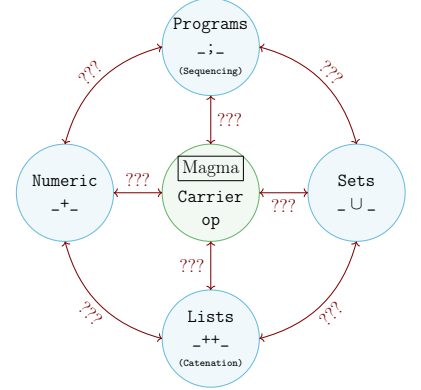 Programs
_;_
(Sequencing)
???
???
???
Magma
Carrier
op
Numeric
_+_
???
Sets
_ ∪ _
???
???
Lists
_++_
(Catenation)
???
???